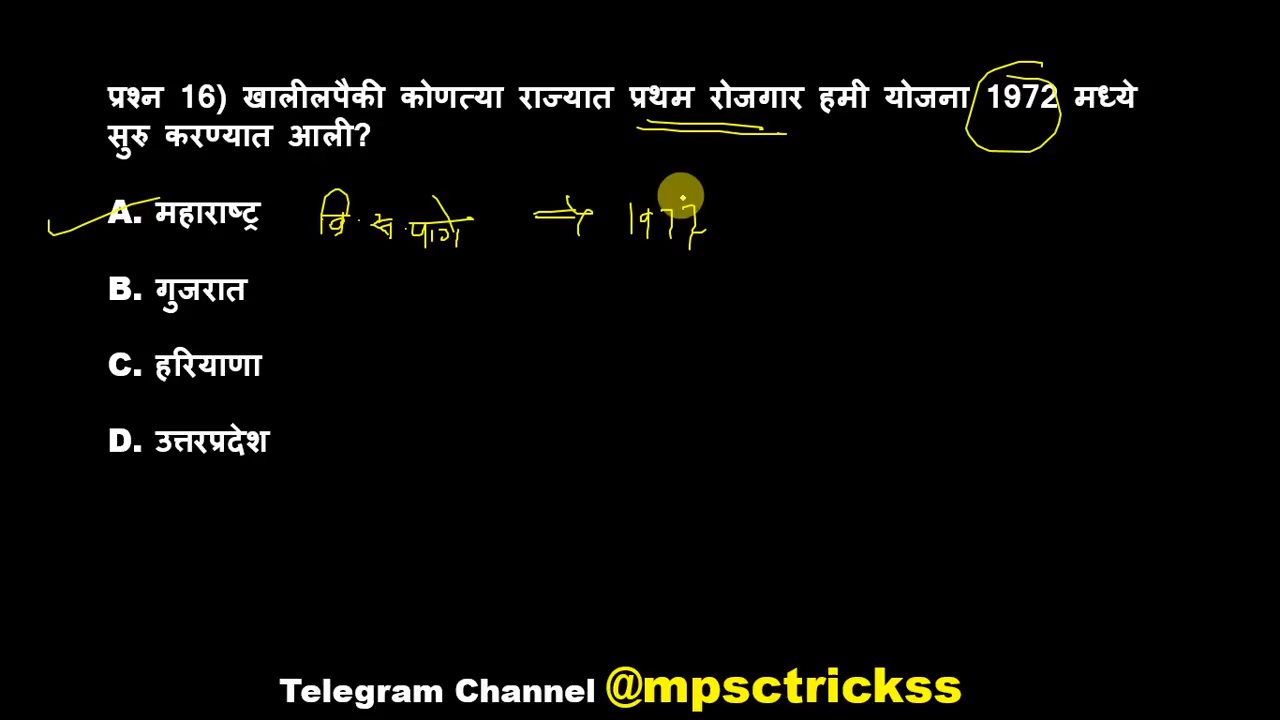 प्रश्न 16) खालीलपैकी कोणत्या राज्यात प्रथम रोजगार हमी योजना 1972 मध्ये
सुरु करण्यात आली?
A. महाराष्ट्र वि. स. पागे ⇒ 1972
B. गुजरात
C. हरियाणा
D. उत्तरप्रदेश
Telegram Channel @mpsctrickss